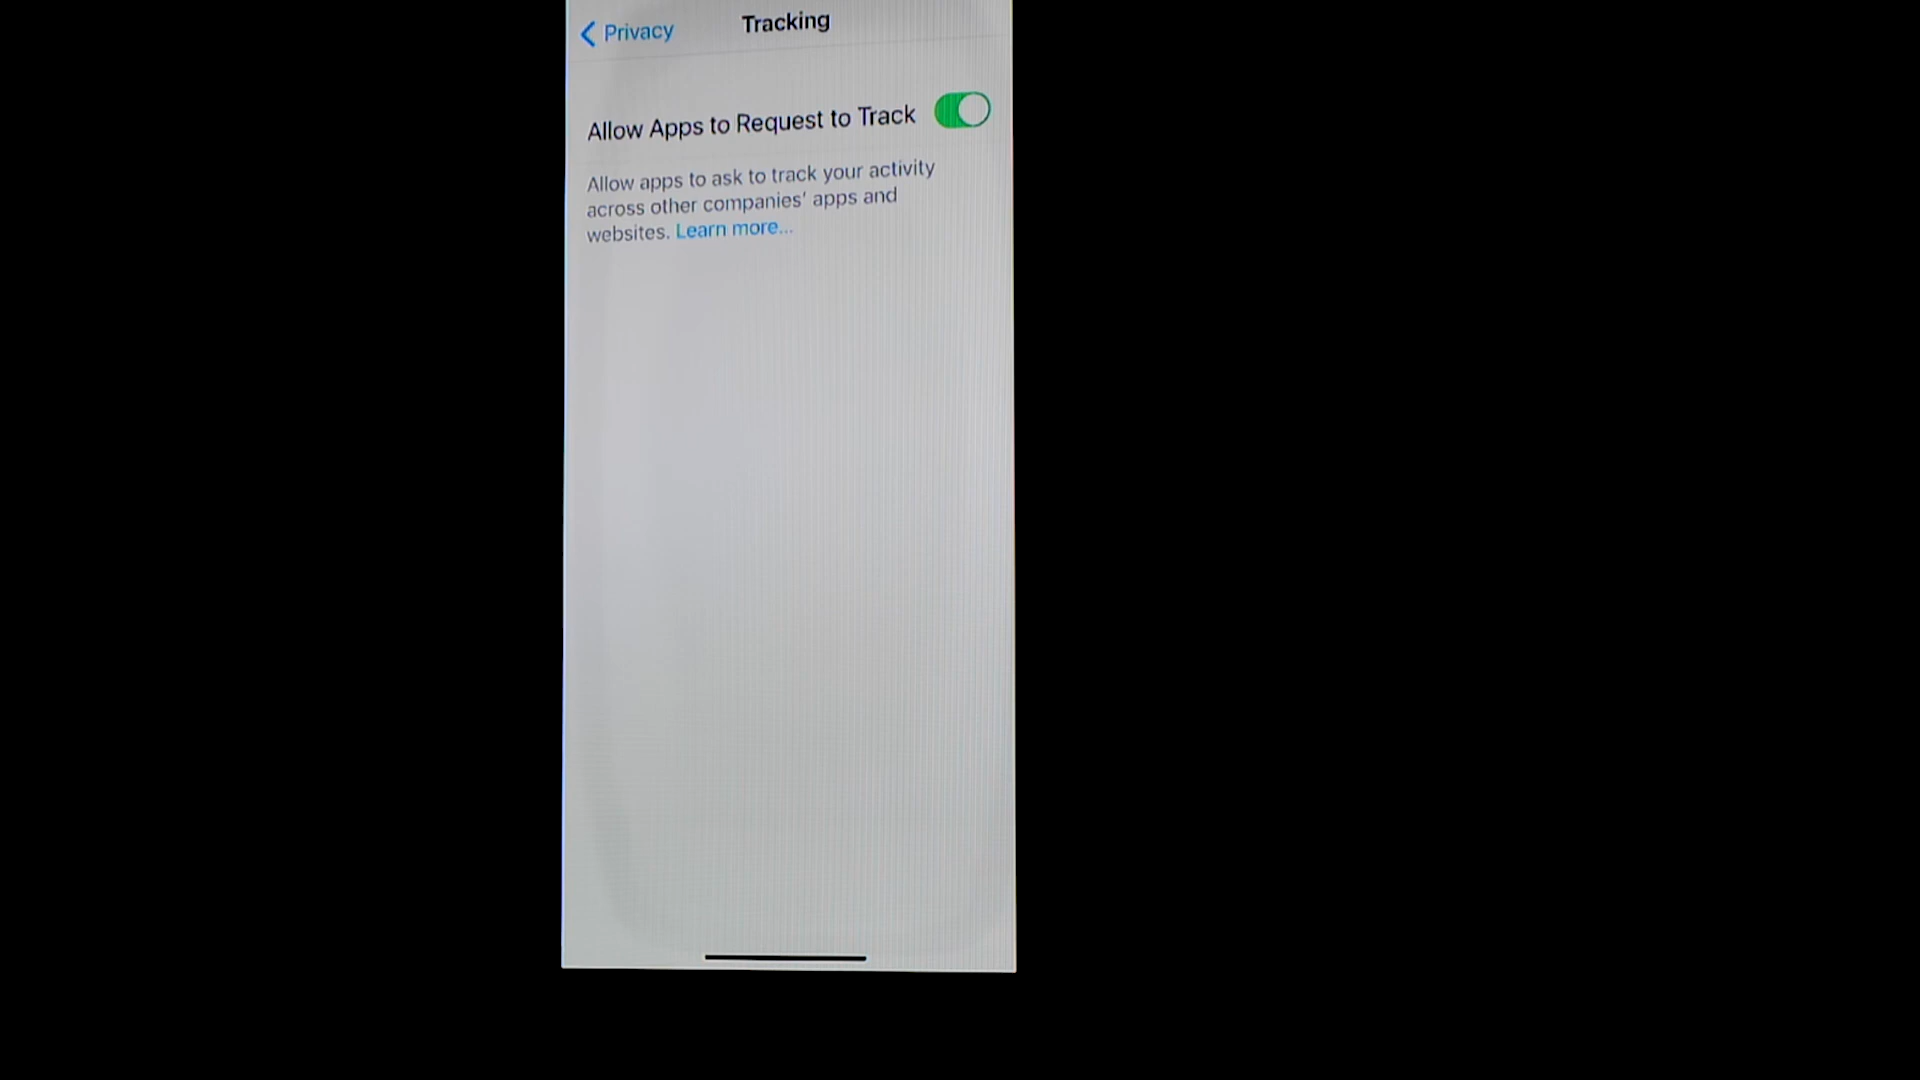 Privacy
Tracking
Allow Apps to Request to Track
Allow apps to ask to track your activity
across other companies' apps and
websites. Learn more...